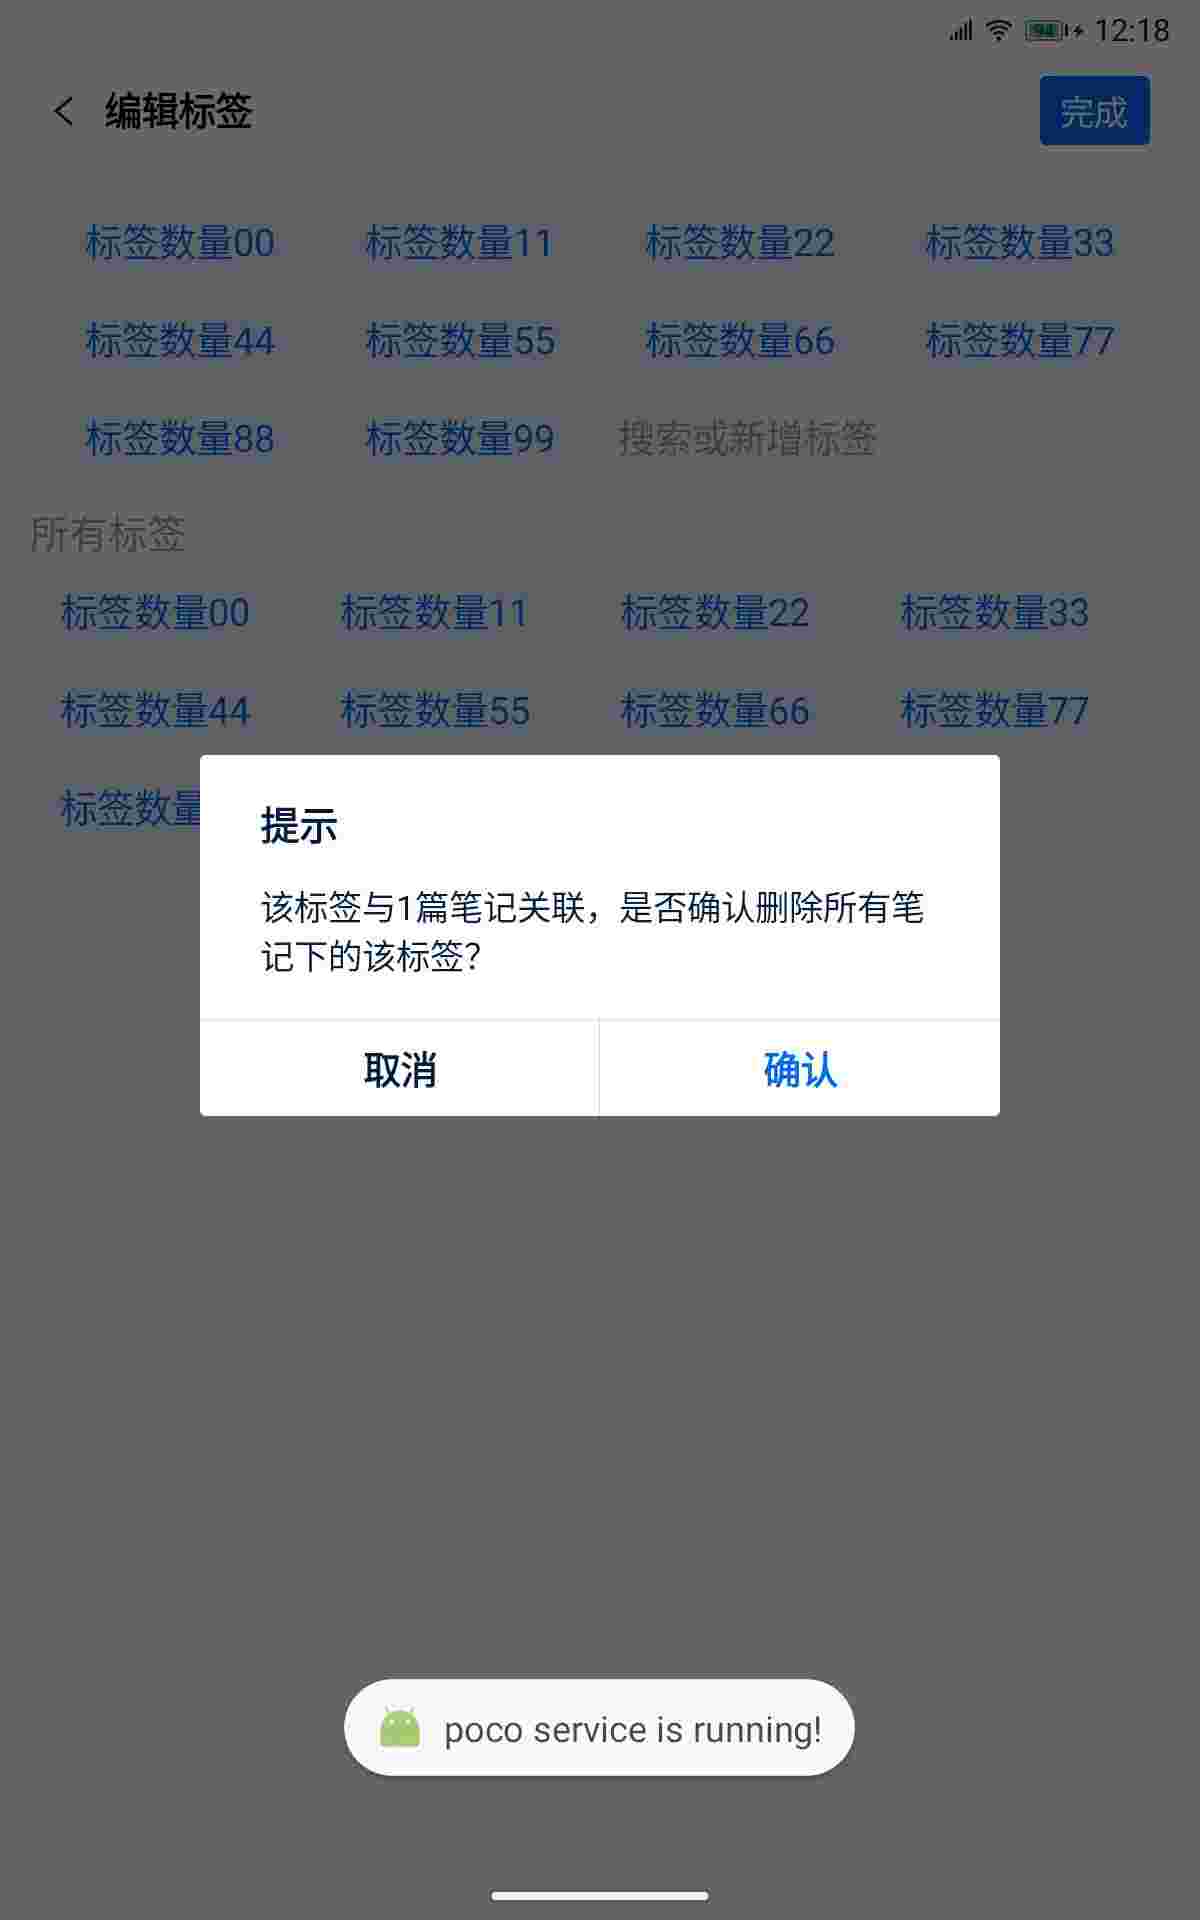 94 12:18
编辑标签 完成
标签数量00 标签数量11 标签数量22 标签数量33
标签数量44 标签数量55 标签数量66 标签数量77
标签数量88 标签数量99 搜索或新增标签
所有标签
标签数量00 标签数量11 标签数量22 标签数量33
标签数量44 标签数量55 标签数量66 标签数量77
标签数量
提示
该标签与1篇笔记关联，是否确认删除所有笔
记下的该标签？
取消 确认
poco service is running!